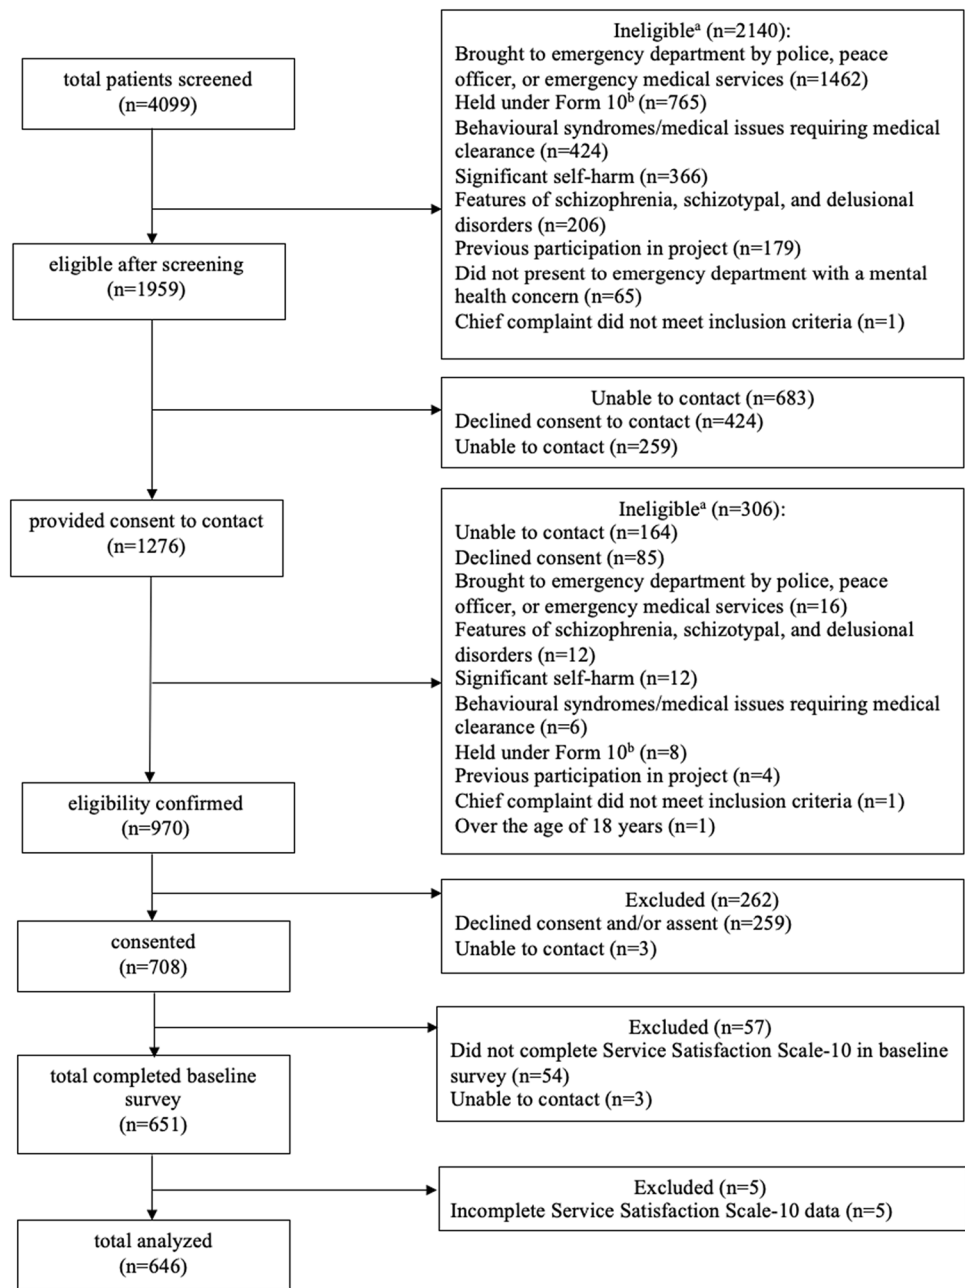 total patients screened
(n=4099)
Ineligibleᵃ (n=2140):
Brought to emergency department by police, peace
officer, or emergency medical services (n=1462)
Held under Form 10ᵇ (n=765)
Behavioural syndromes/medical issues requiring medical
clearance (n=424)
Significant self-harm (n=366)
Features of schizophrenia, schizotypal, and delusional
disorders (n=206)
Previous participation in project (n=179)
Did not present to emergency department with a mental
health concern (n=65)
Chief complaint did not meet inclusion criteria (n=1)
eligible after screening
(n=1959)
Unable to contact (n=683)
Declined consent to contact (n=424)
Unable to contact (n=259)
provided consent to contact
(n=1276)
Ineligibleᵃ (n=306):
Unable to contact (n=164)
Declined consent (n=85)
Brought to emergency department by police, peace
officer, or emergency medical services (n=16)
Features of schizophrenia, schizotypal, and delusional
disorders (n=12)
Significant self-harm (n=12)
Behavioural syndromes/medical issues requiring medical
clearance (n=6)
Held under Form 10ᵇ (n=8)
Previous participation in project (n=4)
Chief complaint did not meet inclusion criteria (n=1)
Over the age of 18 years (n=1)
eligibility confirmed
(n=970)
Excluded (n=262)
Declined consent and/or assent (n=259)
Unable to contact (n=3)
consented
(n=708)
Excluded (n=57)
Did not complete Service Satisfaction Scale-10 in baseline
survey (n=54)
Unable to contact (n=3)
total completed baseline
survey
(n=651)
Excluded (n=5)
Incomplete Service Satisfaction Scale-10 data (n=5)
total analyzed
(n=646)